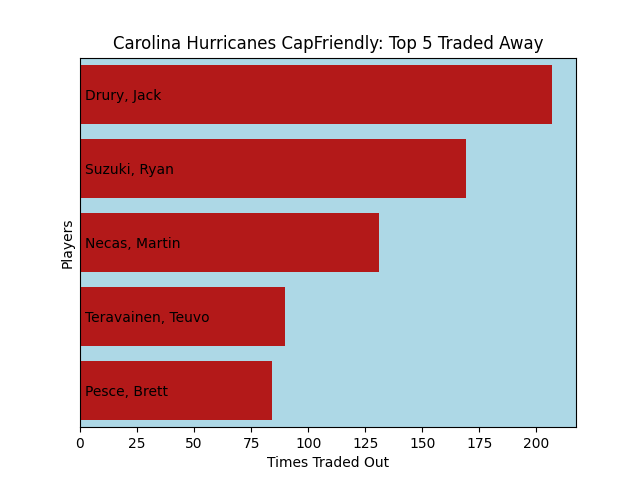 Carolina Hurricanes CapFriendly: Top 5 Traded Away
Players
Drury, Jack
Suzuki, Ryan
Necas, Martin
Teravainen, Teuvo
Pesce, Brett
0 25 50 75 100 125 150 175 200
Times Traded Out